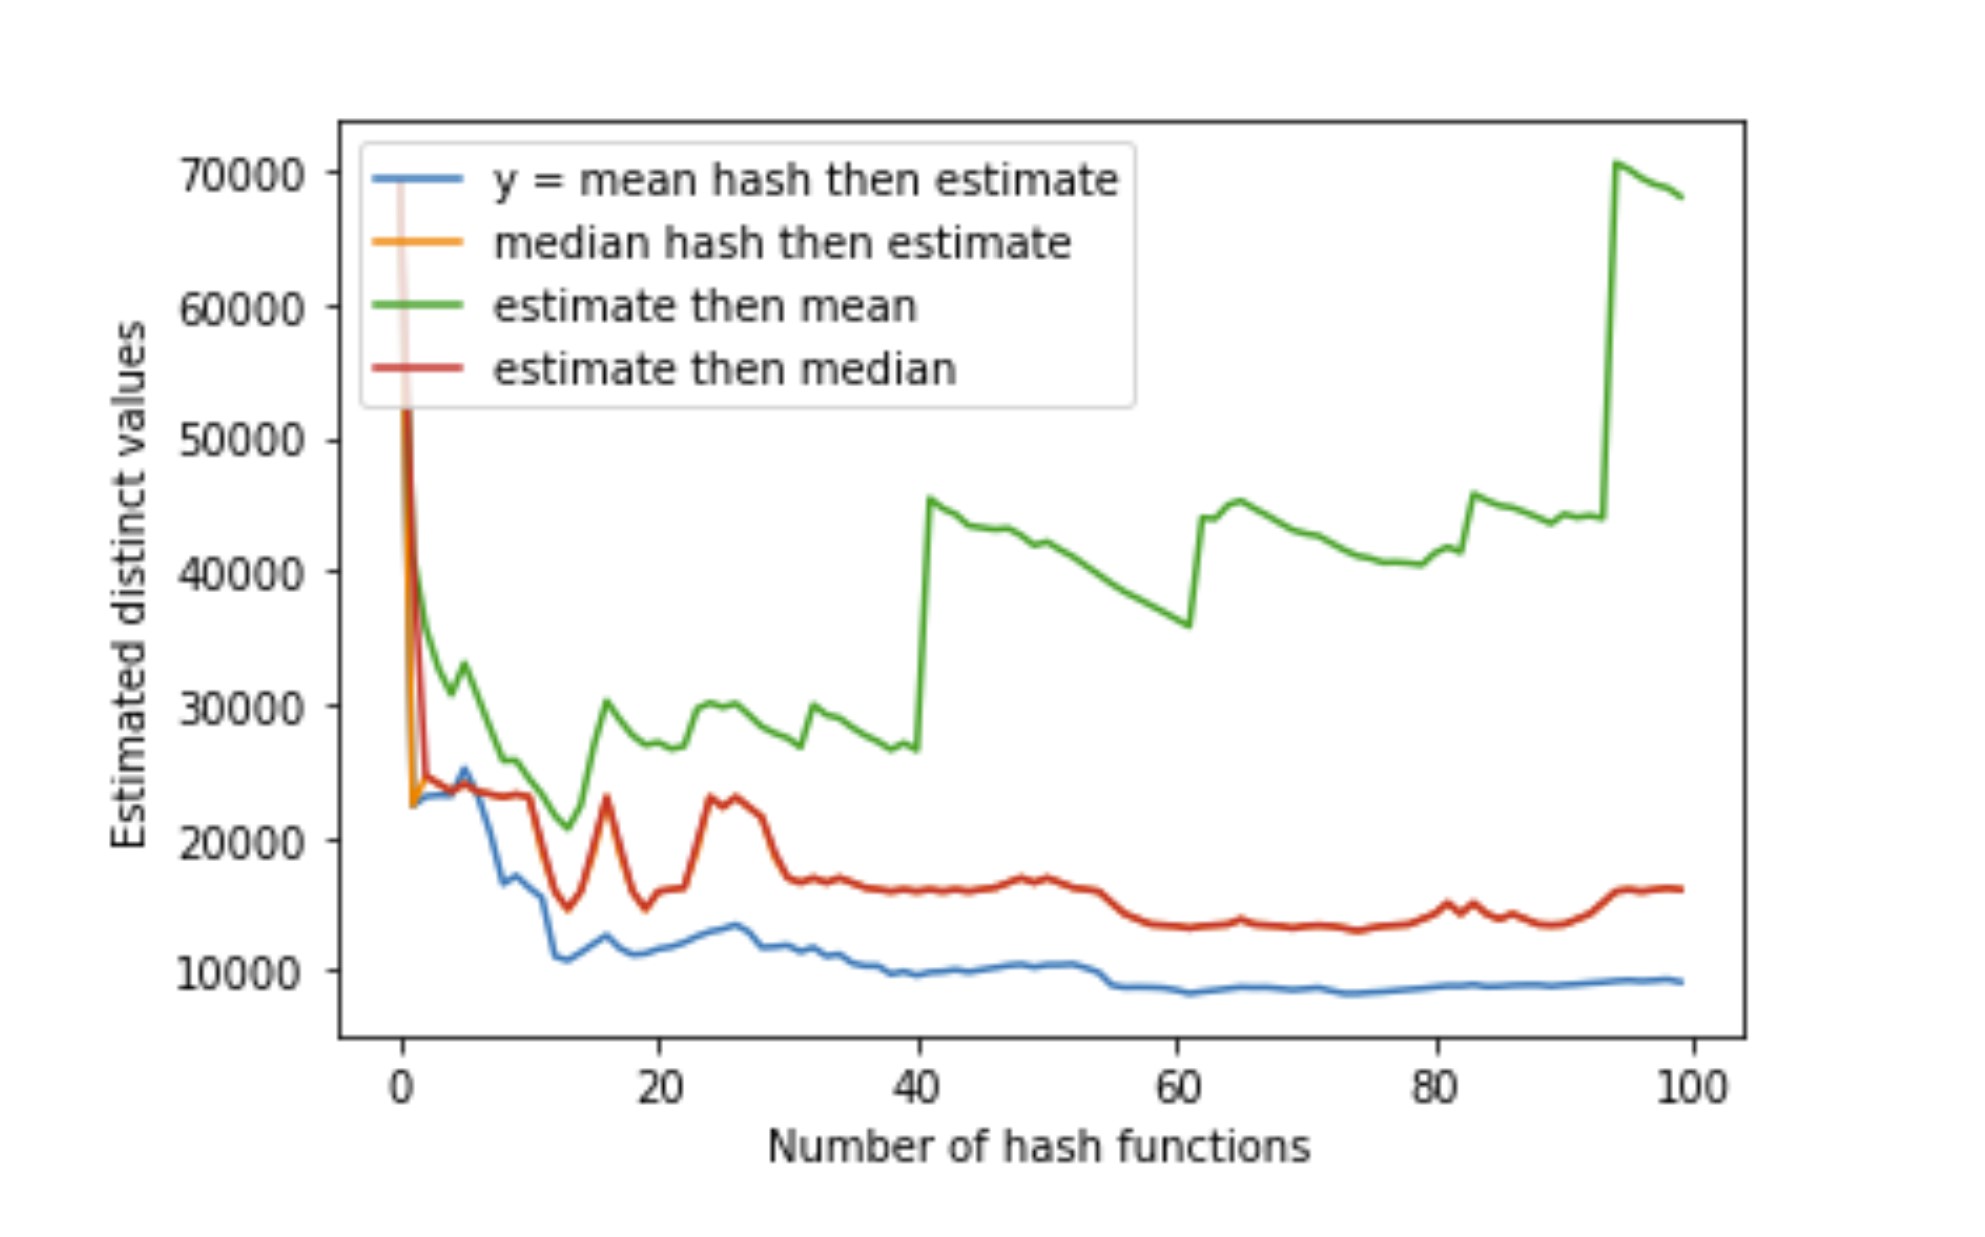 y = mean hash then estimate
median hash then estimate
estimate then mean
estimate then median
70000
60000
50000
40000
30000
20000
10000
Estimated distinct values
0 20 40 60 80 100
Number of hash functions